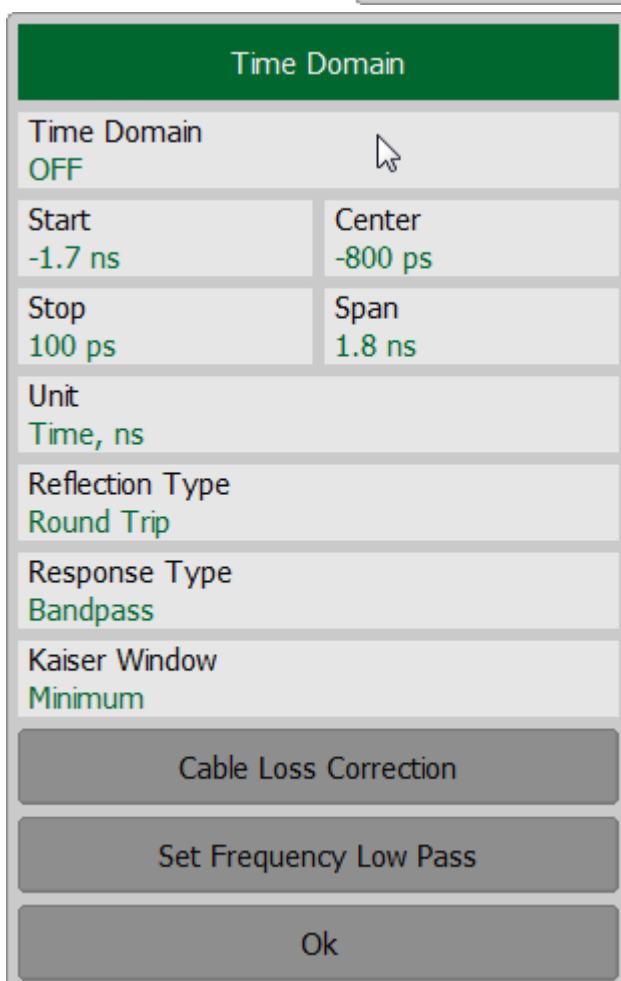 Time Domain
Time Domain
OFF
Start
-1.7 ns
Center
-800 ps
Stop
100 ps
Span
1.8 ns
Unit
Time, ns
Reflection Type
Round Trip
Response Type
Bandpass
Kaiser Window
Minimum
Cable Loss Correction
Set Frequency Low Pass
Ok